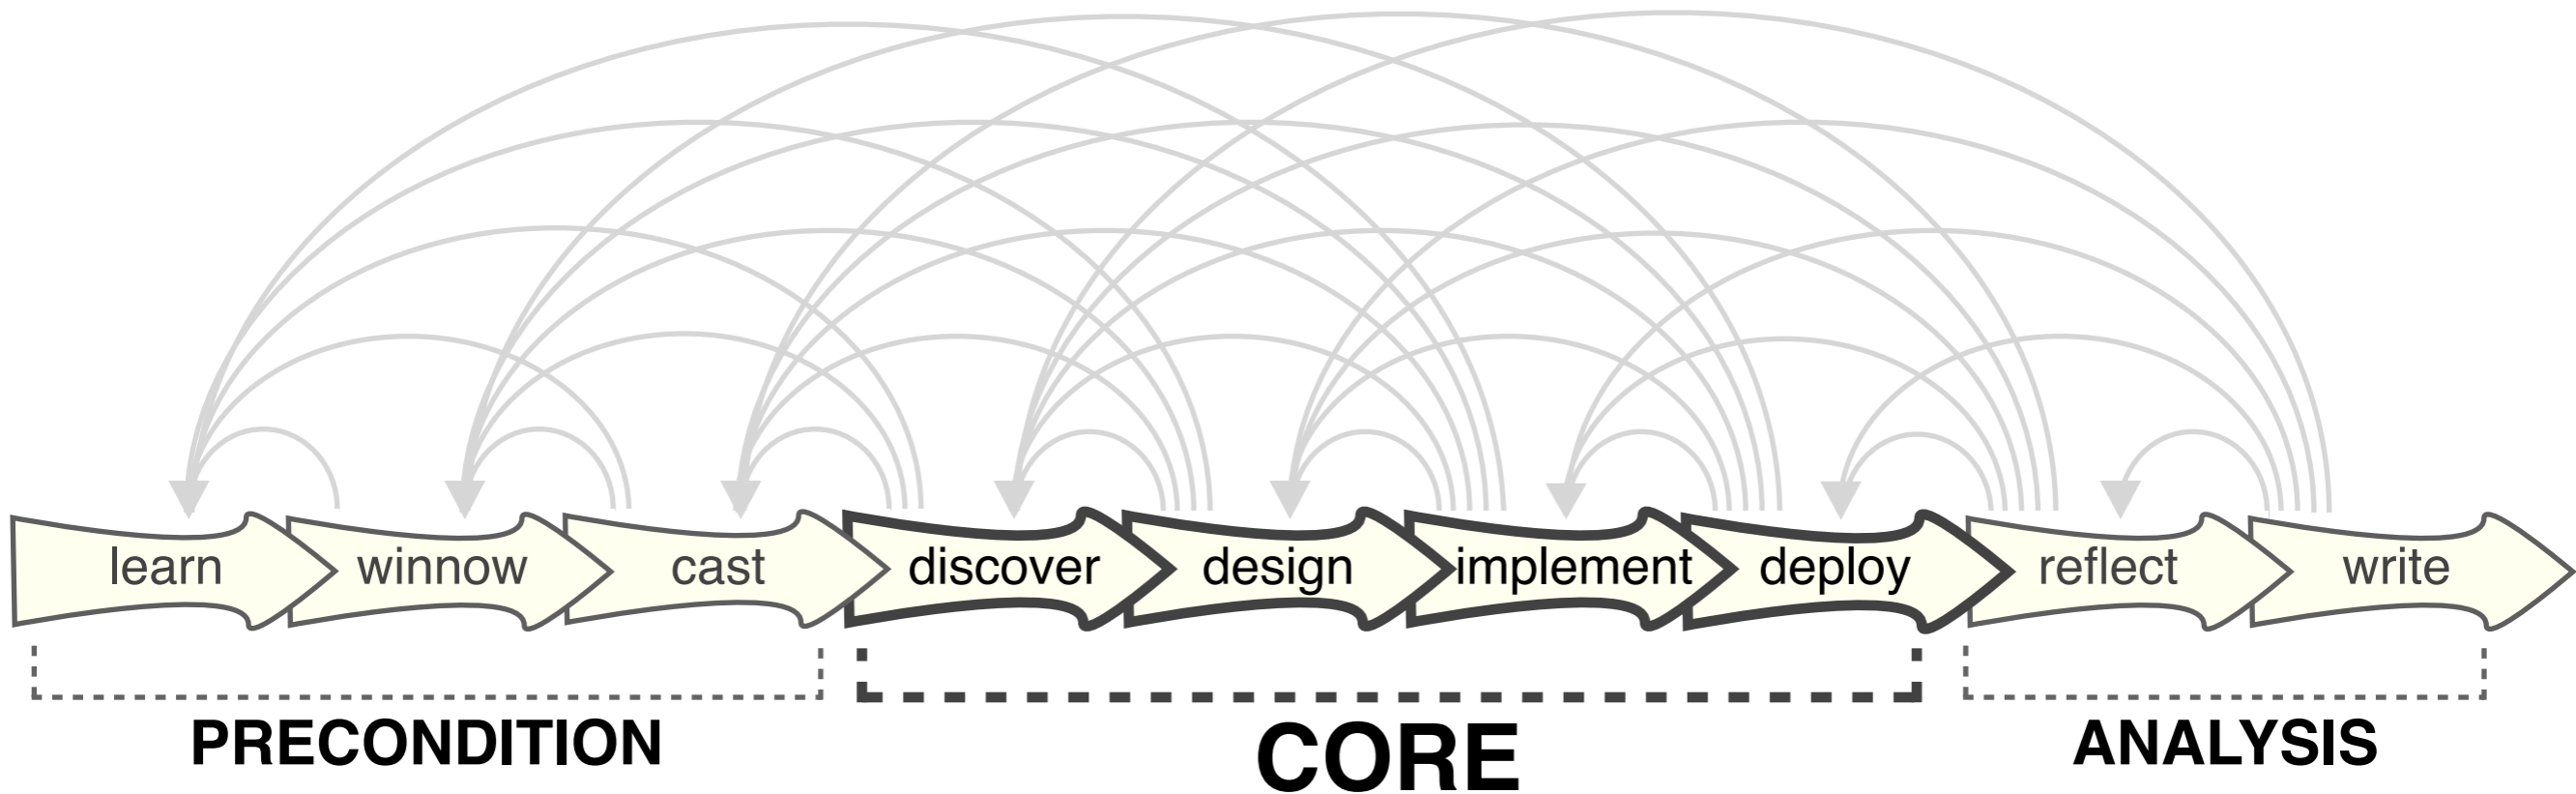 learn winnow cast discover design implement deploy reflect write
PRECONDITION CORE ANALYSIS